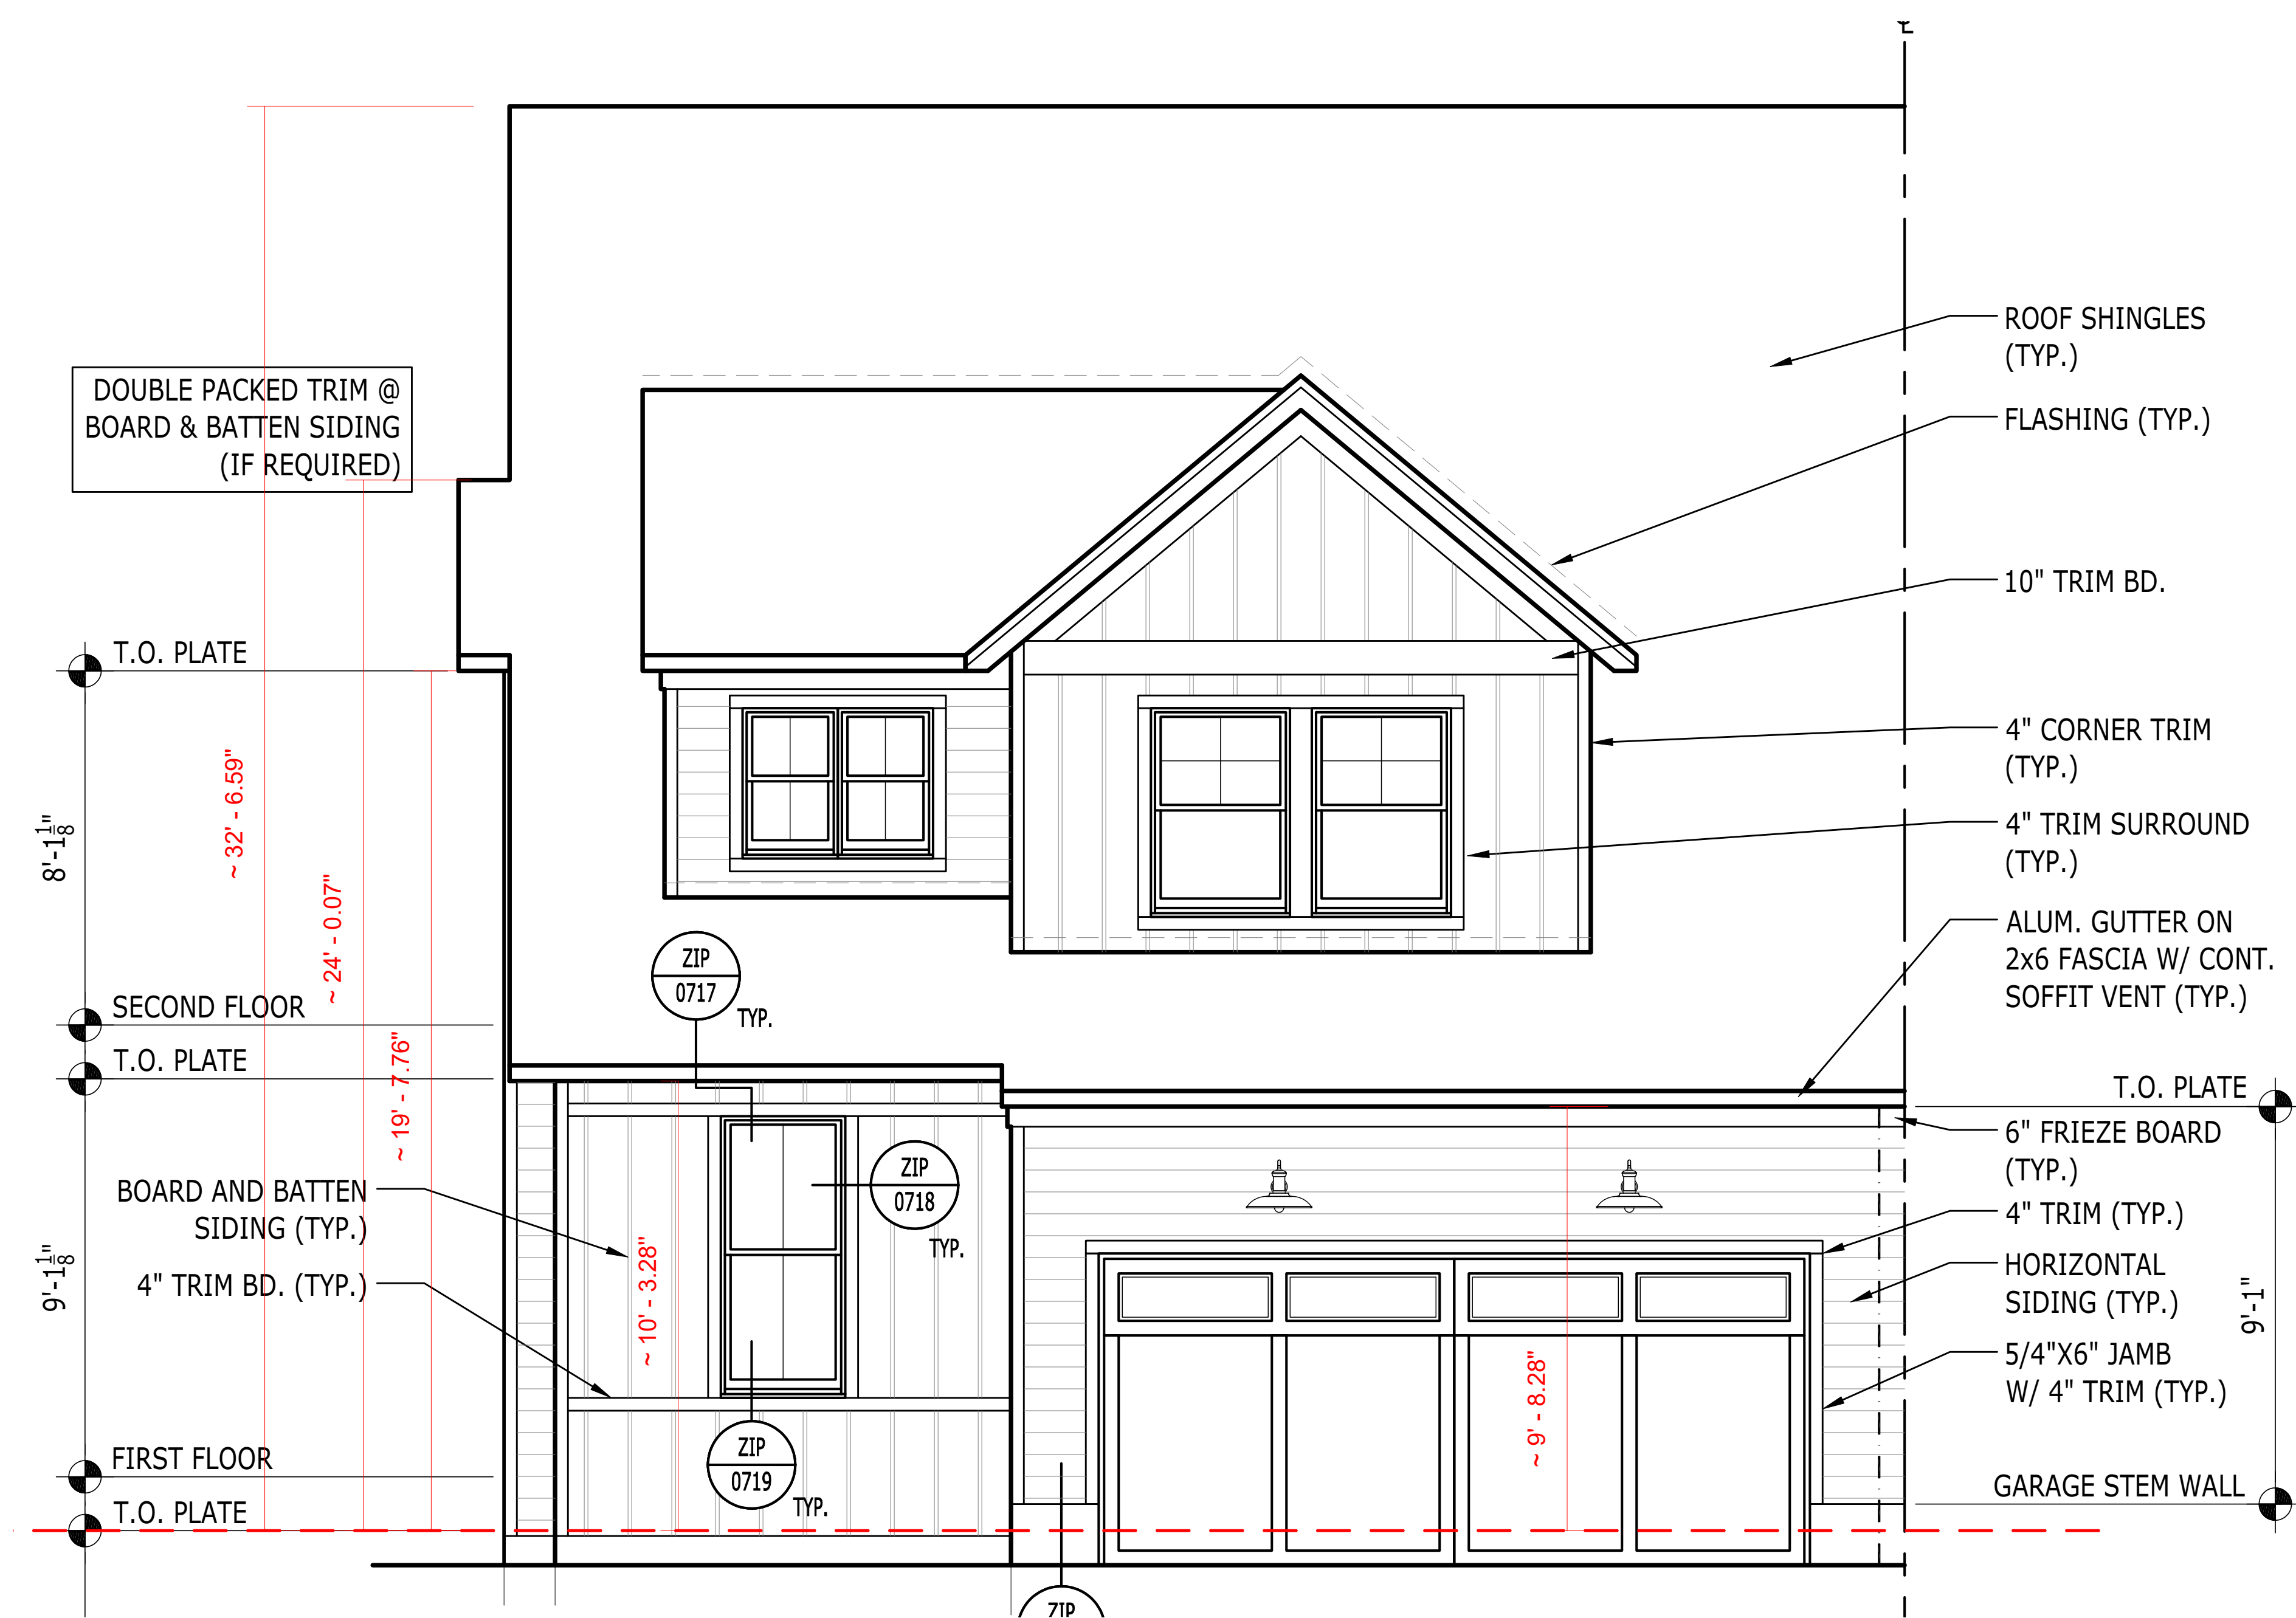 DOUBLE PACKED TRIM @
BOARD & BATTEN SIDING
(IF REQUIRED)
T.O. PLATE
8'-1 1/8"
SECOND FLOOR
T.O. PLATE
9'-1 1/8"
BOARD AND BATTEN
SIDING (TYP.)
4" TRIM BD. (TYP.)
FIRST FLOOR
T.O. PLATE
~ 32' - 6.59"
~ 24' - 0.07"
~ 19' - 7.76"
~ 10' - 3.28"
~ 9' - 8.28"
ZIP
0717
TYP.
ZIP
0718
TYP.
ZIP
0719
TYP.
ZIP
ROOF SHINGLES
(TYP.)
FLASHING (TYP.)
10" TRIM BD.
4" CORNER TRIM
(TYP.)
4" TRIM SURROUND
(TYP.)
ALUM. GUTTER ON
2x6 FASCIA W/ CONT.
SOFFIT VENT (TYP.)
T.O. PLATE
6" FRIEZE BOARD
(TYP.)
4" TRIM (TYP.)
HORIZONTAL
SIDING (TYP.)
5/4"X6" JAMB
W/ 4" TRIM (TYP.)
9'-1"
GARAGE STEM WALL